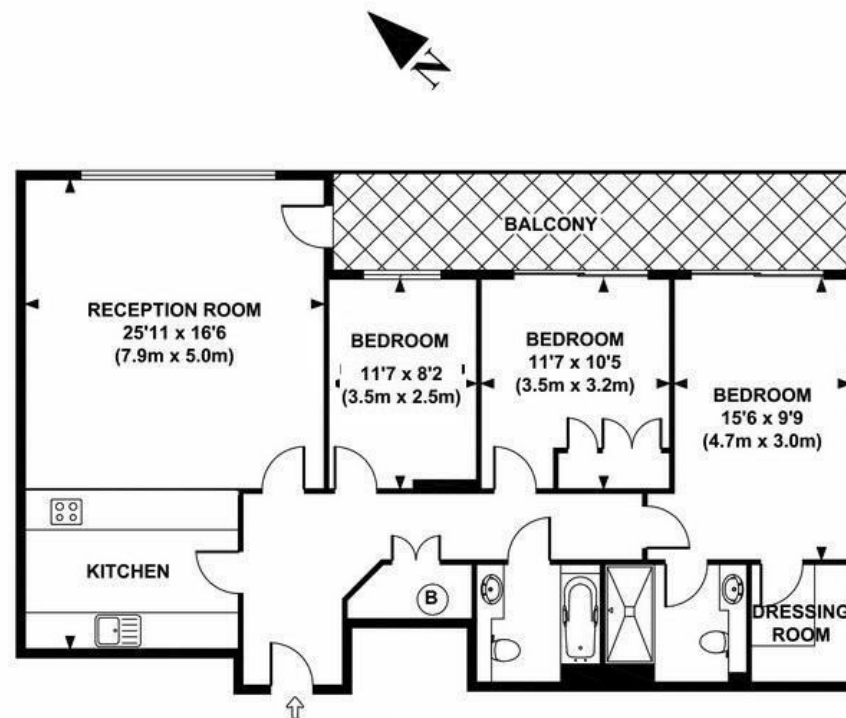 N
BALCONY
RECEPTION ROOM
25'11 x 16'6
(7.9m x 5.0m)
BEDROOM
11'7 x 8'2
(3.5m x 2.5m)
BEDROOM
11'7 x 10'5
(3.5m x 3.2m)
BEDROOM
15'6 x 9'9
(4.7m x 3.0m)
KITCHEN
B
DRESSING
ROOM